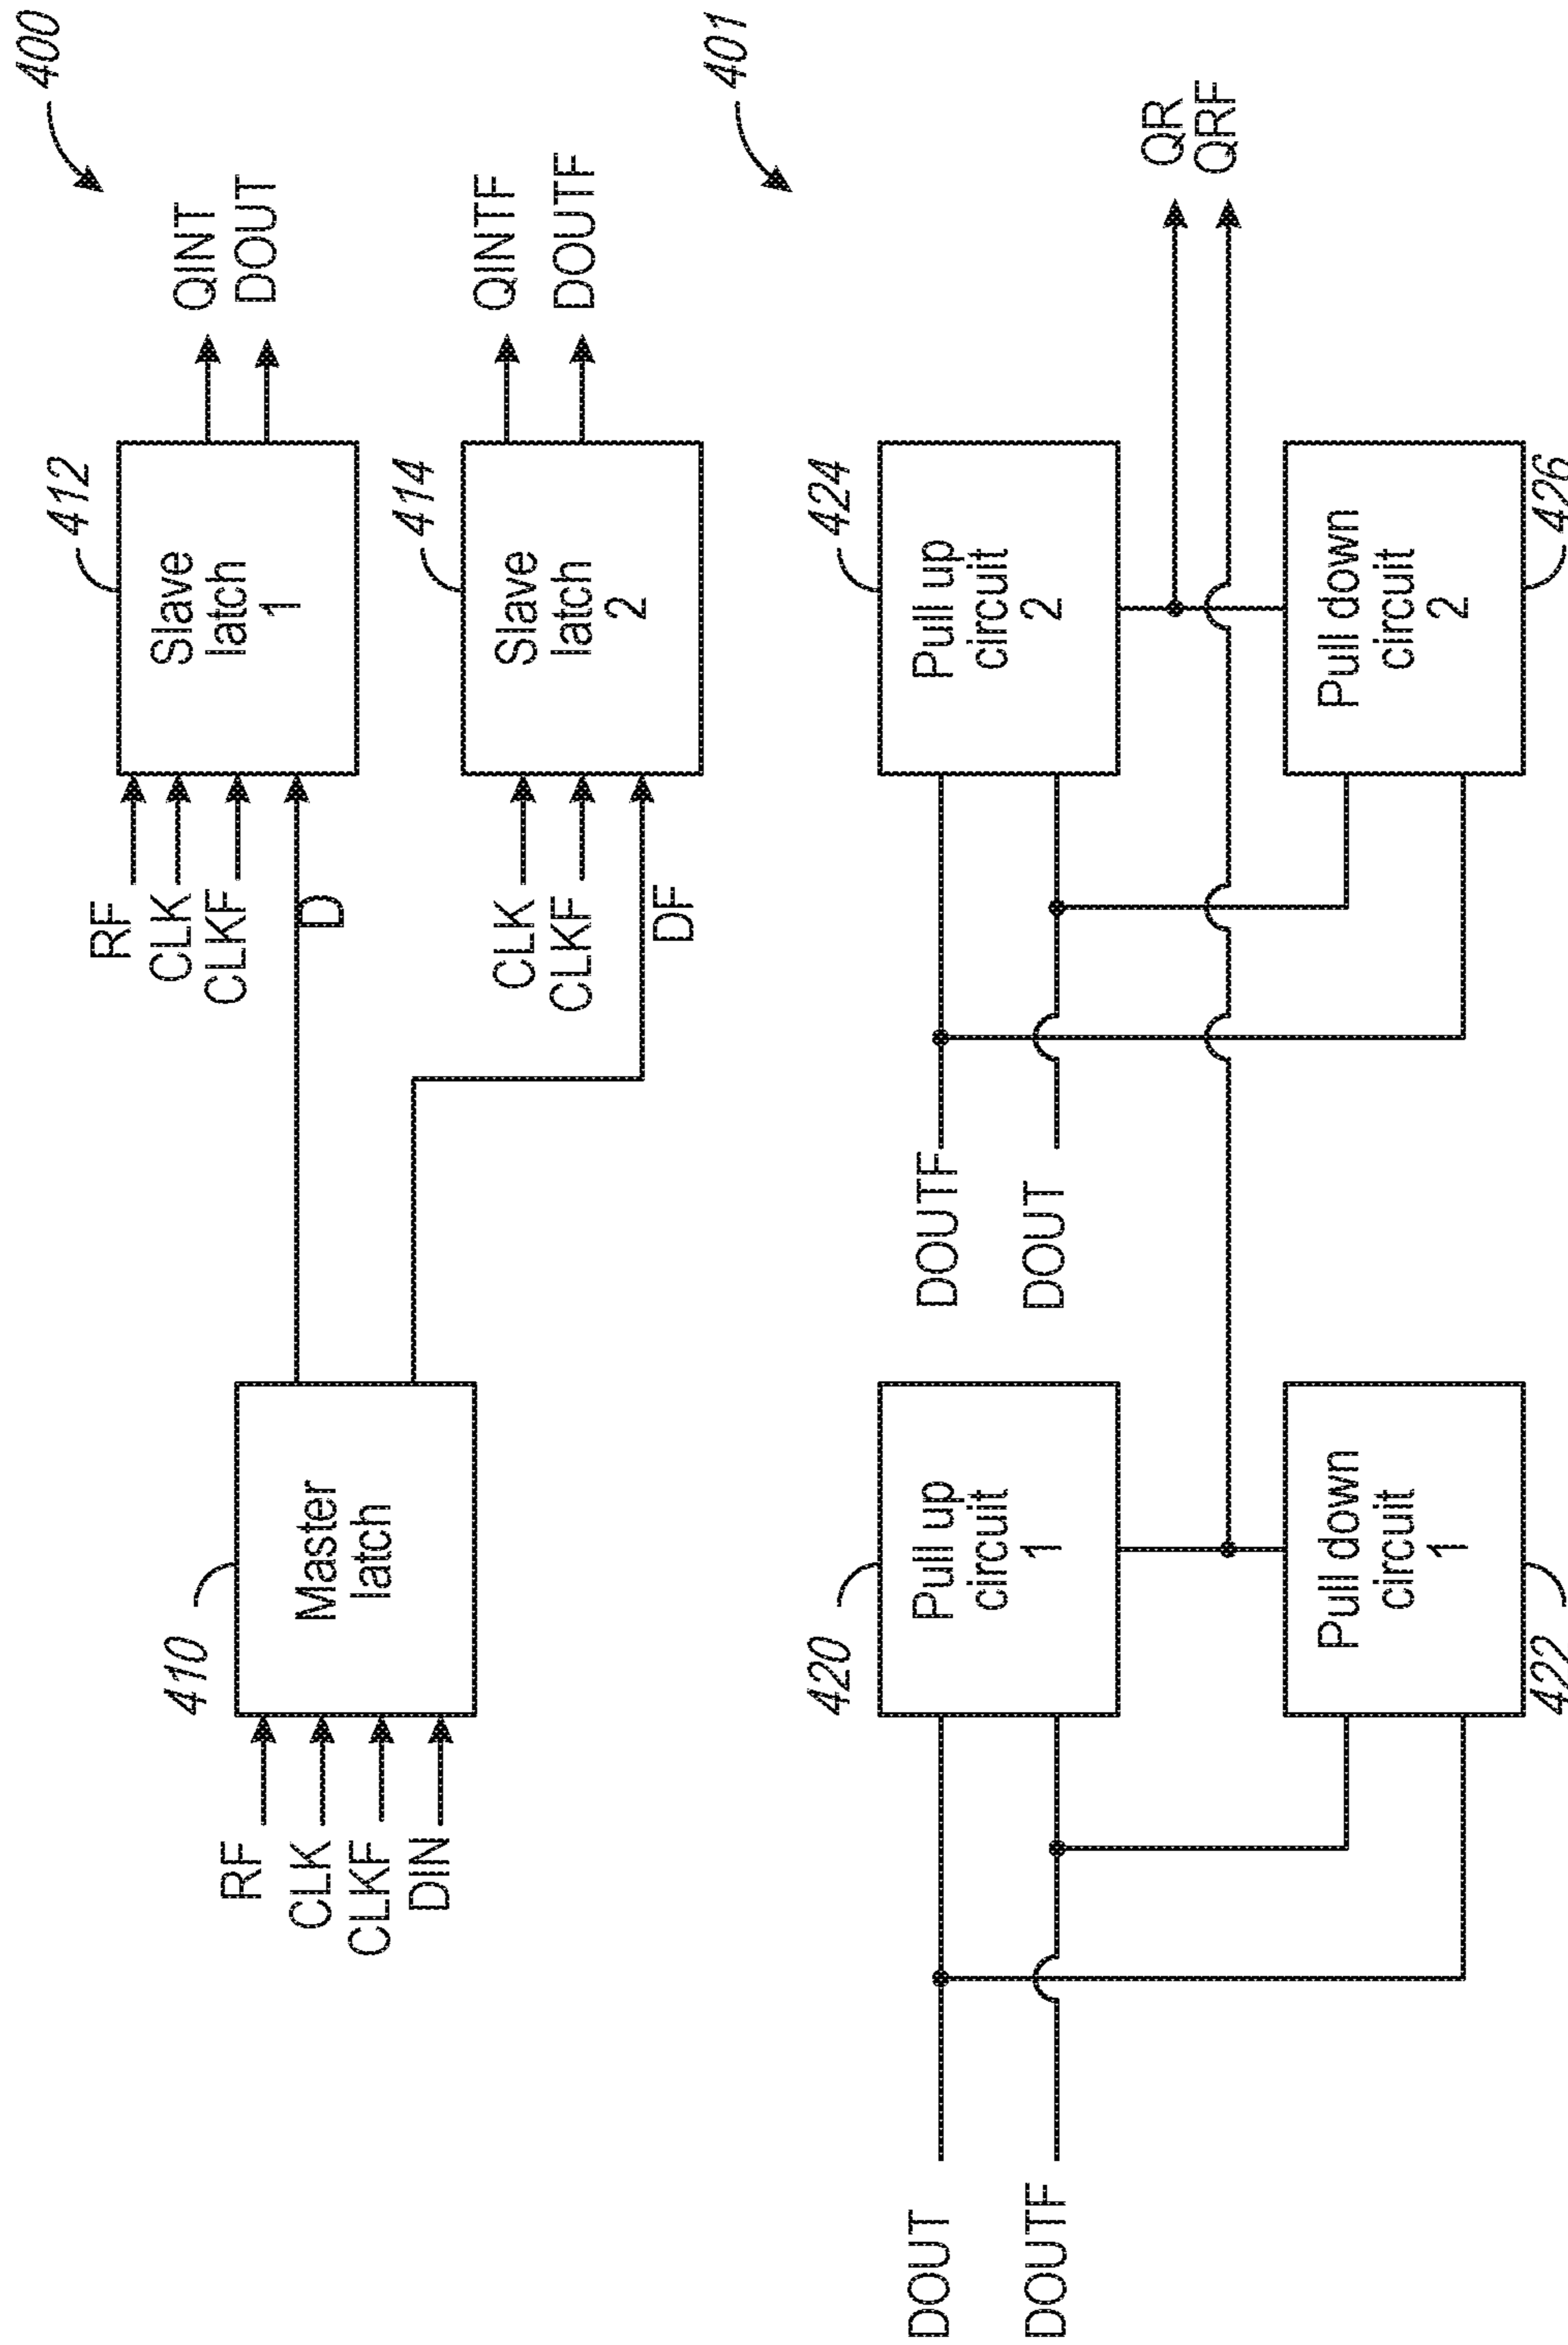 400
RF
CLK
CLKF
DIN
410
Master
latch
D
DF
RF
CLK
CLKF
412
Slave
latch
1
QINT
DOUT
CLK
CLKF
414
Slave
latch
2
QINTF
DOUTF
401
DOUT
DOUTF
420
Pull up
circuit
1
422
Pull down
circuit
1
DOUTF
DOUT
424
Pull up
circuit
2
426
Pull down
circuit
2
QR
QRF